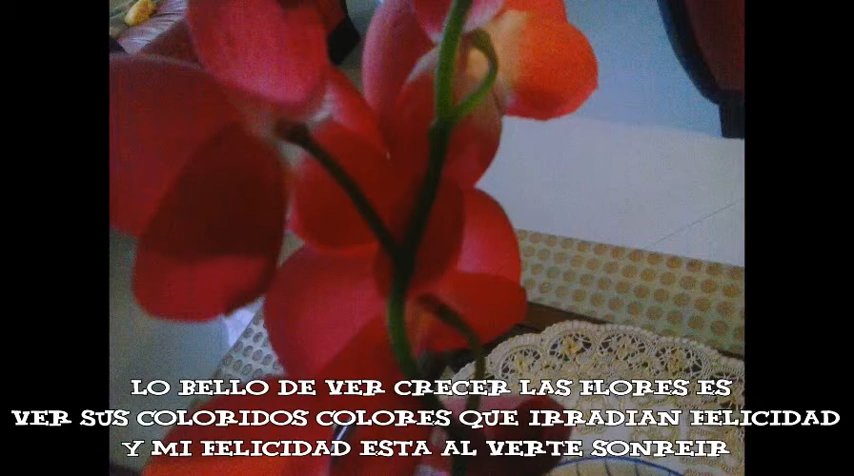 LO BELLO DE VER CRECER LAS FLORES ES
VER SUS COLORIDOS COLORES QUE IRRADIAN FELICIDAD
Y MI FELICIDAD ESTA AL VERTE SONREIR